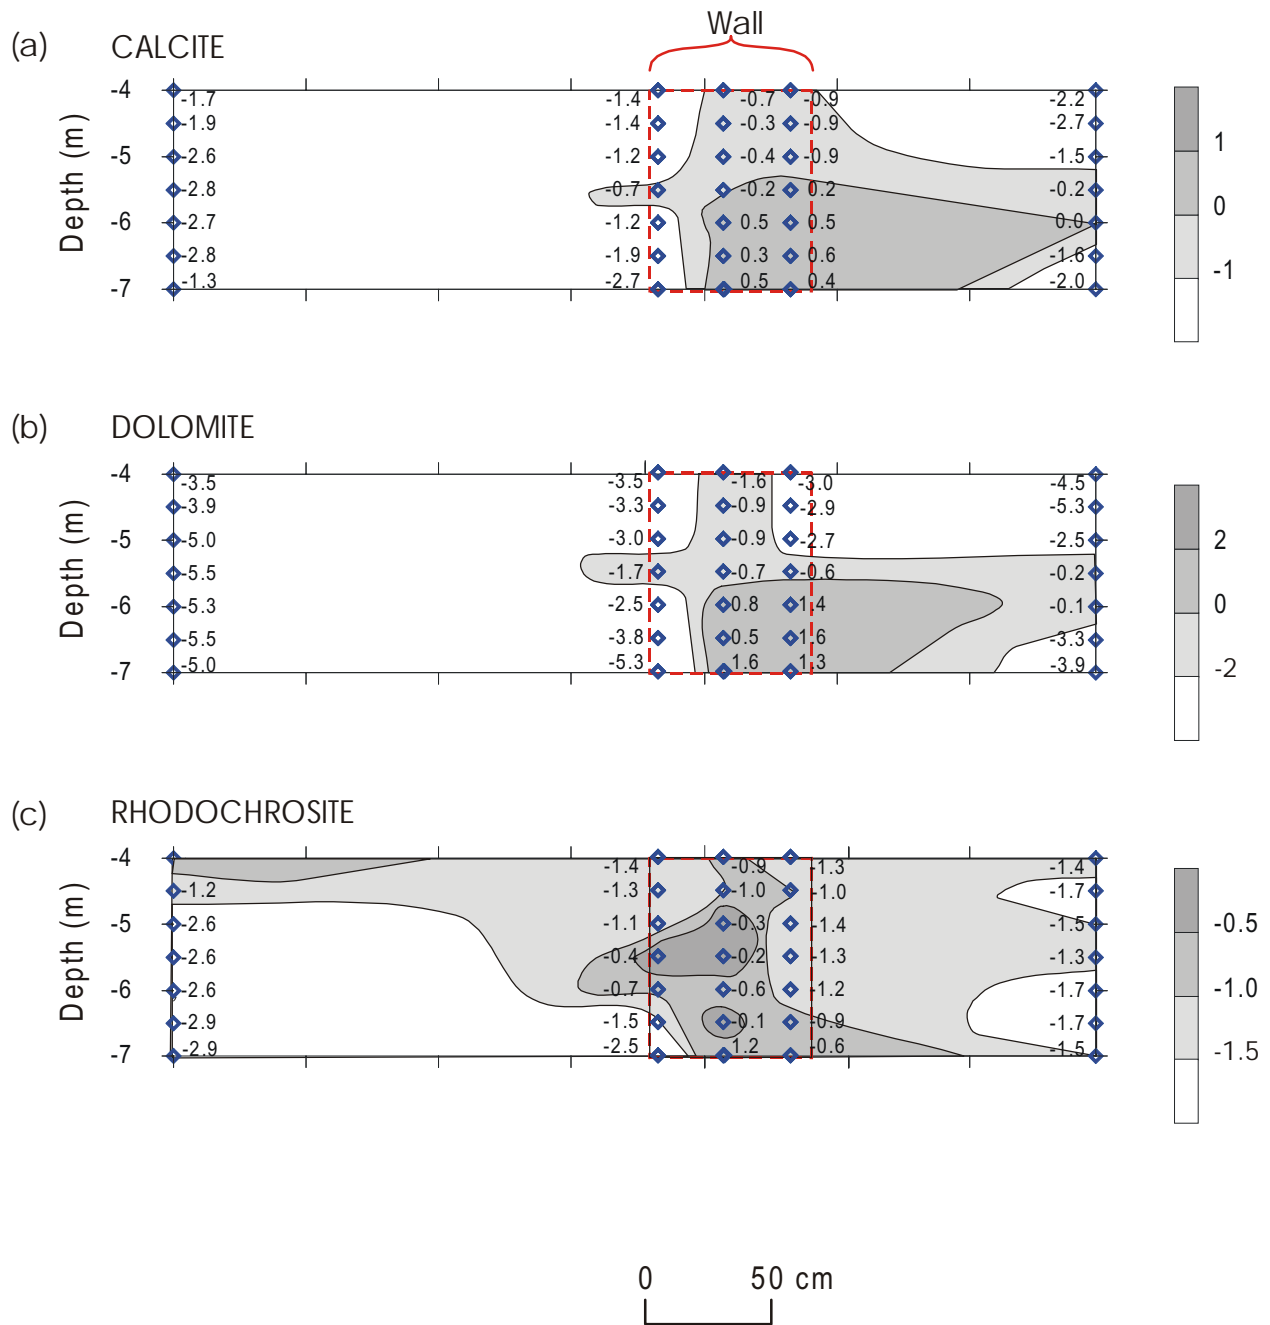 Wall
(a) CALCITE
-4 -1.7 -1.4 -0.7 -0.9 -2.2
-1.9 -1.4 -0.3 -0.9 -2.7
1
-5 -2.6 -1.2 -0.4 -0.9 -1.5
-2.8 -0.7 -0.2 0.2 -0.2
0
-6 -2.7 -1.2 0.5 0.5 0.0
-2.8 -1.9 0.3 0.6 -1.6
-1
-7 -1.3 -2.7 0.5 0.4 -2.0
Depth (m)
(b) DOLOMITE
-4 -3.5 -3.5 -1.6 -3.0 -4.5
-3.9 -3.3 -0.9 -2.9 -5.3
-5 -5.0 -3.0 -0.9 -2.7 -2.5
2
-5.5 -1.7 -0.7 -0.6 -0.2
-6 -5.3 -2.5 0.8 1.4 -0.1
0
-5.5 -3.8 0.5 1.6 -3.3
-7 -5.0 -5.3 1.6 1.3 -3.9
-2
Depth (m)
(c) RHODOCHROSITE
-4 -1.4 -0.9 -1.3 -1.4
-1.2 -1.3 -1.0 -1.0 -1.7
-5 -2.6 -1.1 -0.3 -1.4 -1.5
-0.5
-2.6 -0.4 -0.2 -1.3 -1.3
-6 -2.6 -0.7 -0.6 -1.2 -1.7
-1.0
-2.9 -1.5 -0.1 -0.9 -1.7
-7 -2.9 -2.5 1.2 -0.6 -1.5
-1.5
Depth (m)
0 50 cm